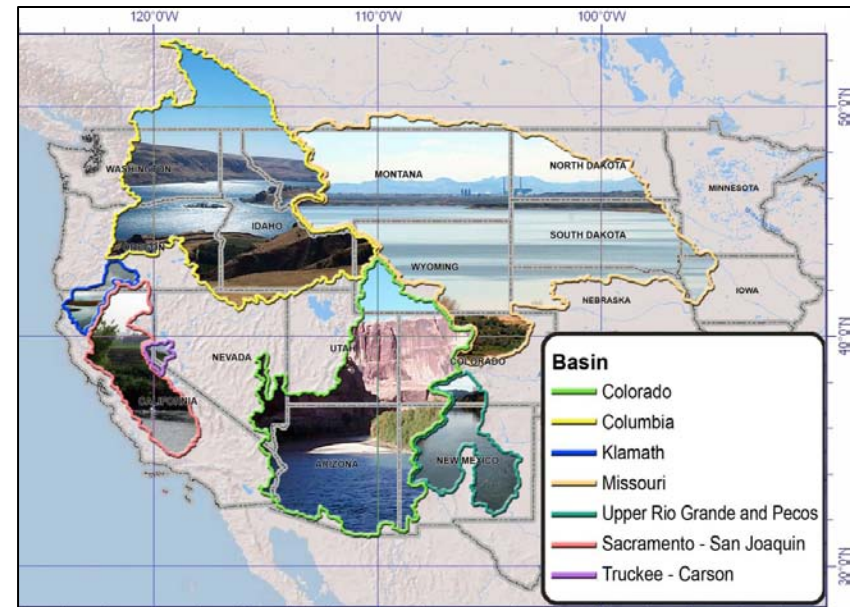 120°0'W 110°0'W 100°0'W
50°0'N
WASHINGTON
MONTANA
NORTH DAKOTA
MINNESOTA
IDAHO
SOUTH DAKOTA
WYOMING
NEBRASKA
IOWA
40°0'N
NEVADA
UTAH
COLORADO
CALIFORNIA
ARIZONA
NEW MEXICO
30°0'N
Basin
Colorado
Columbia
Klamath
Missouri
Upper Rio Grande and Pecos
Sacramento - San Joaquin
Truckee - Carson